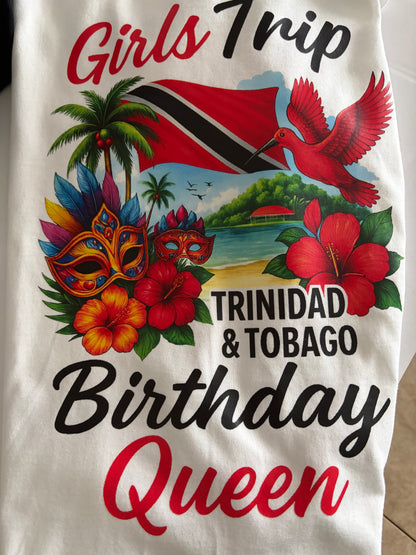 Girls Trip
TRINIDAD
& TOBAGO
Birthday
Queen